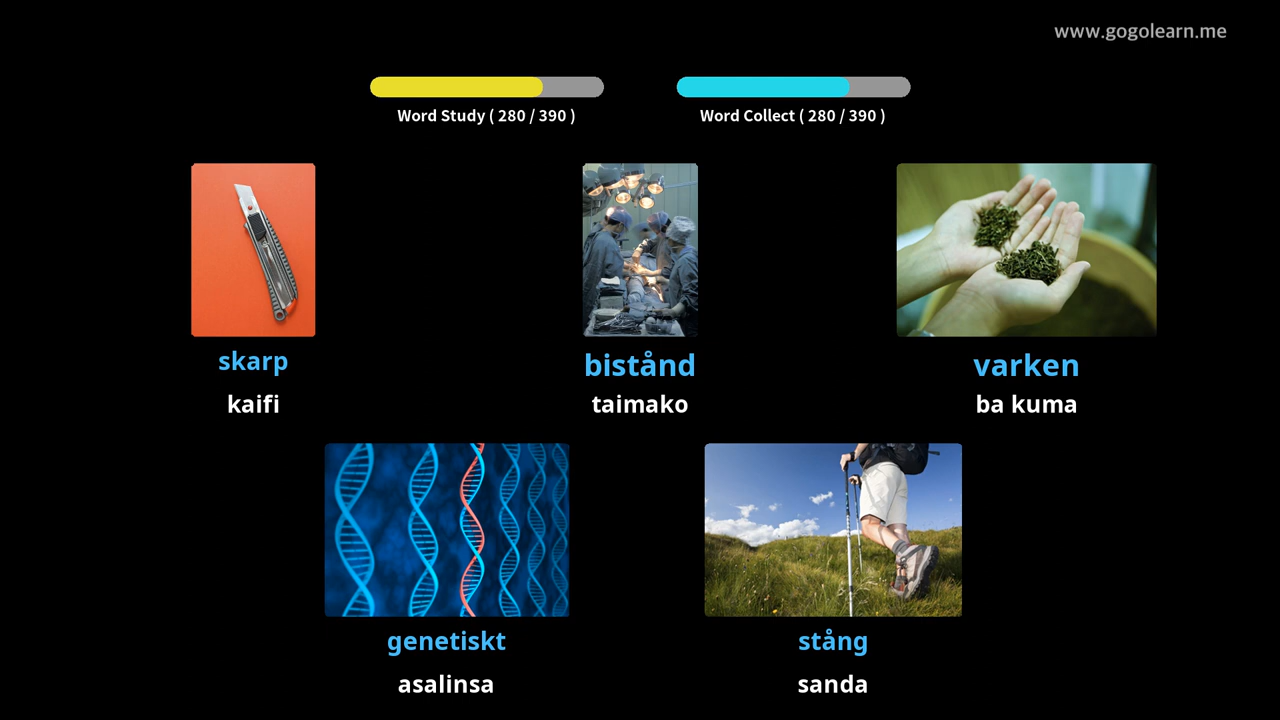 www.gogolearn.me
Word Study ( 280 / 390 )
Word Collect ( 280 / 390 )
skarp
bistånd
varken
kaifi
taimako
ba kuma
genetiskt
stång
asalinsa
sanda